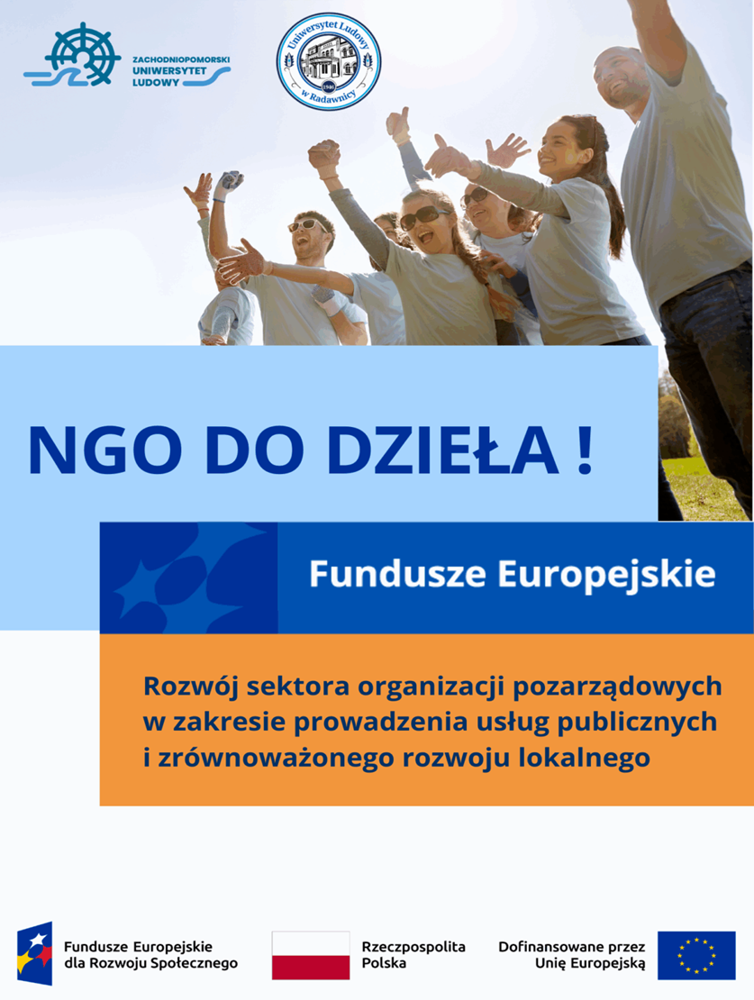 ZACHODNIOPOMORSKI
UNIWERSYTET
LUDOWY
Uniwersytet Ludowy
1946
w Radawnicy
NGO DO DZIEŁA !
Fundusze Europejskie
Rozwój sektora organizacji pozarządowych
w zakresie prowadzenia usług publicznych
i zrównoważonego rozwoju lokalnego
Fundusze Europejskie
dla Rozwoju Społecznego
Rzeczpospolita
Polska
Dofinansowane przez
Unię Europejską